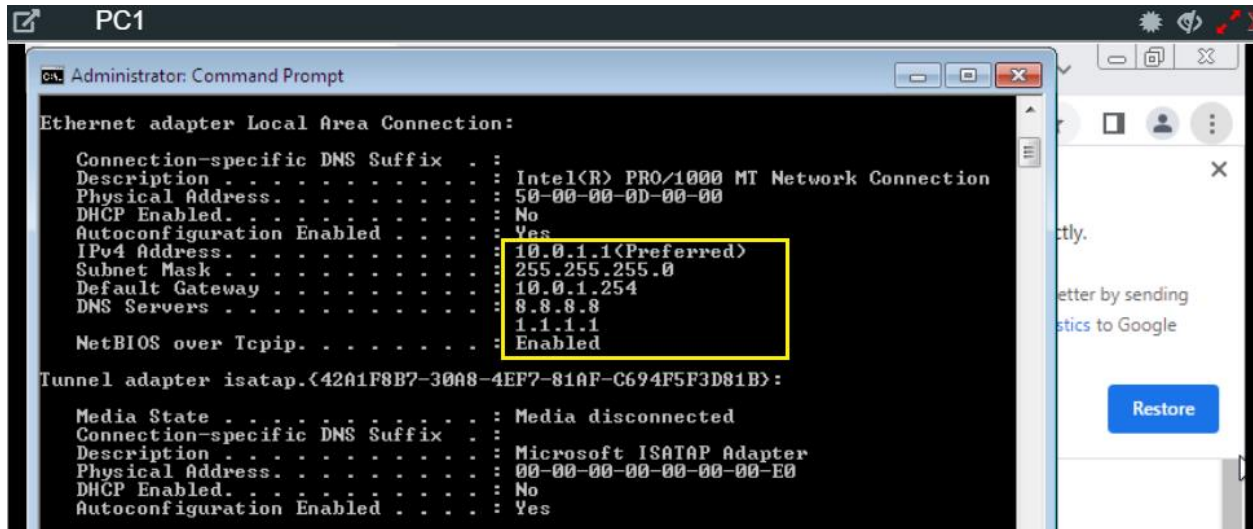 PC1
Administrator: Command Prompt
Ethernet adapter Local Area Connection:
Connection-specific DNS Suffix . :
Description . . . . . . . . . . . : Intel(R) PRO/1000 MT Network Connection
Physical Address. . . . . . . . . : 50-00-00-0D-00-00
DHCP Enabled. . . . . . . . . . . : No
Autoconfiguration Enabled . . . . : Yes
IPv4 Address. . . . . . . . . . . : 10.0.1.1(Preferred)
Subnet Mask . . . . . . . . . . . : 255.255.255.0
Default Gateway . . . . . . . . . : 10.0.1.254
DNS Servers . . . . . . . . . . . : 8.8.8.8
1.1.1.1
NetBIOS over Tcpip. . . . . . . . : Enabled
Tunnel adapter isatap.{42A1F8B7-30A8-4EF7-81AF-C694F5F3D81B}:
Media State . . . . . . . . . . . : Media disconnected
Connection-specific DNS Suffix . :
Description . . . . . . . . . . . : Microsoft ISATAP Adapter
Physical Address. . . . . . . . . : 00-00-00-00-00-00-00-E0
DHCP Enabled. . . . . . . . . . . : No
Autoconfiguration Enabled . . . . : Yes
ctly.
etter by sending
stics to Google
Restore